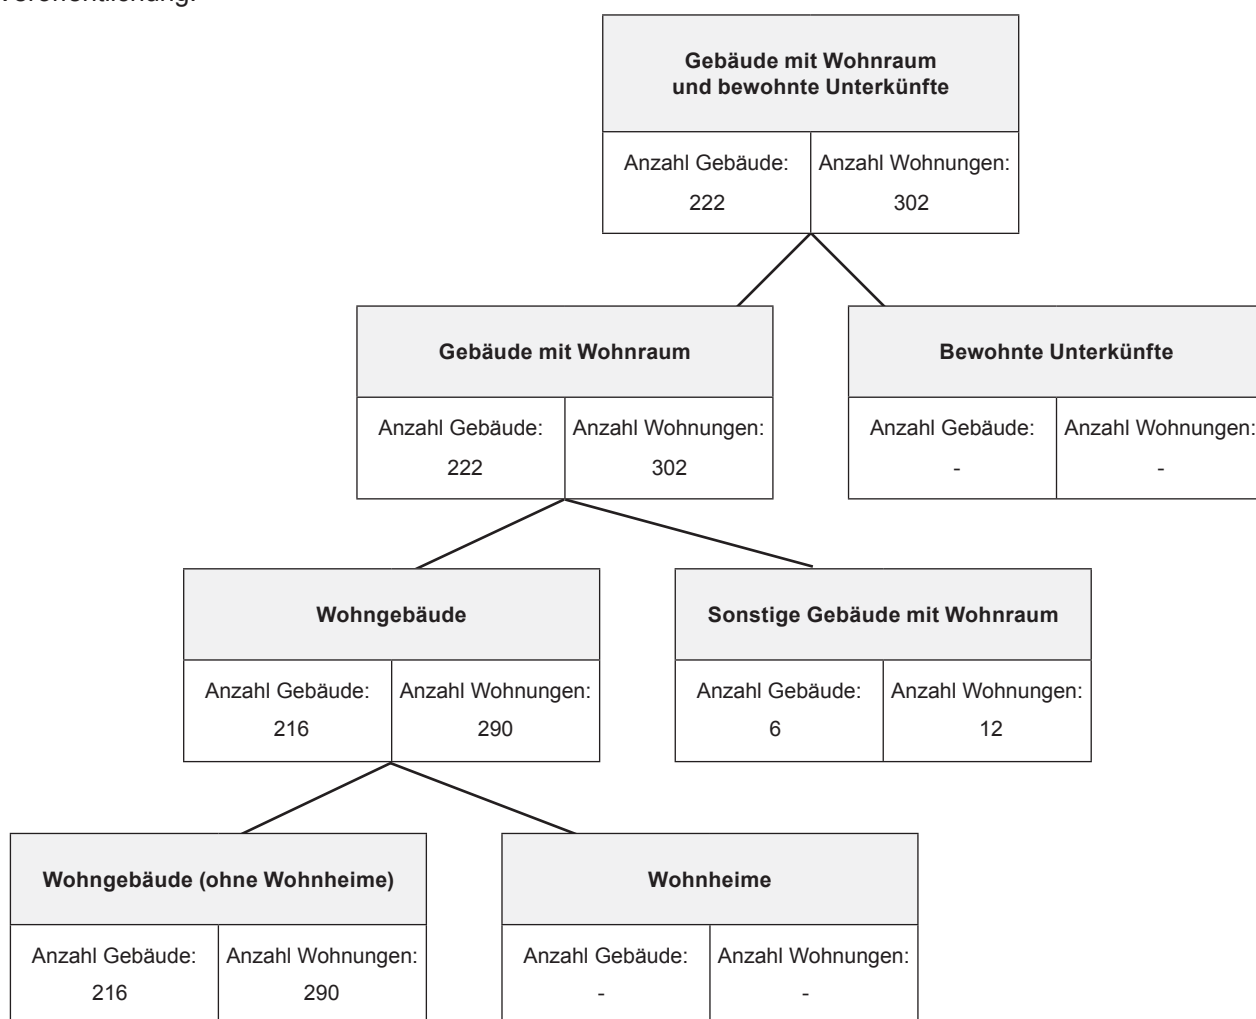 Gebäude mit Wohnraum
und bewohnte Unterkünfte
Anzahl Gebäude: Anzahl Wohnungen:
222 302
Gebäude mit Wohnraum Bewohnte Unterkünfte
Anzahl Gebäude: Anzahl Wohnungen: Anzahl Gebäude: Anzahl Wohnungen:
222 302 - -
Wohngebäude Sonstige Gebäude mit Wohnraum
Anzahl Gebäude: Anzahl Wohnungen: Anzahl Gebäude: Anzahl Wohnungen:
216 290 6 12
Wohngebäude (ohne Wohnheime) Wohnheime
Anzahl Gebäude: Anzahl Wohnungen: Anzahl Gebäude: Anzahl Wohnungen:
216 290 - -